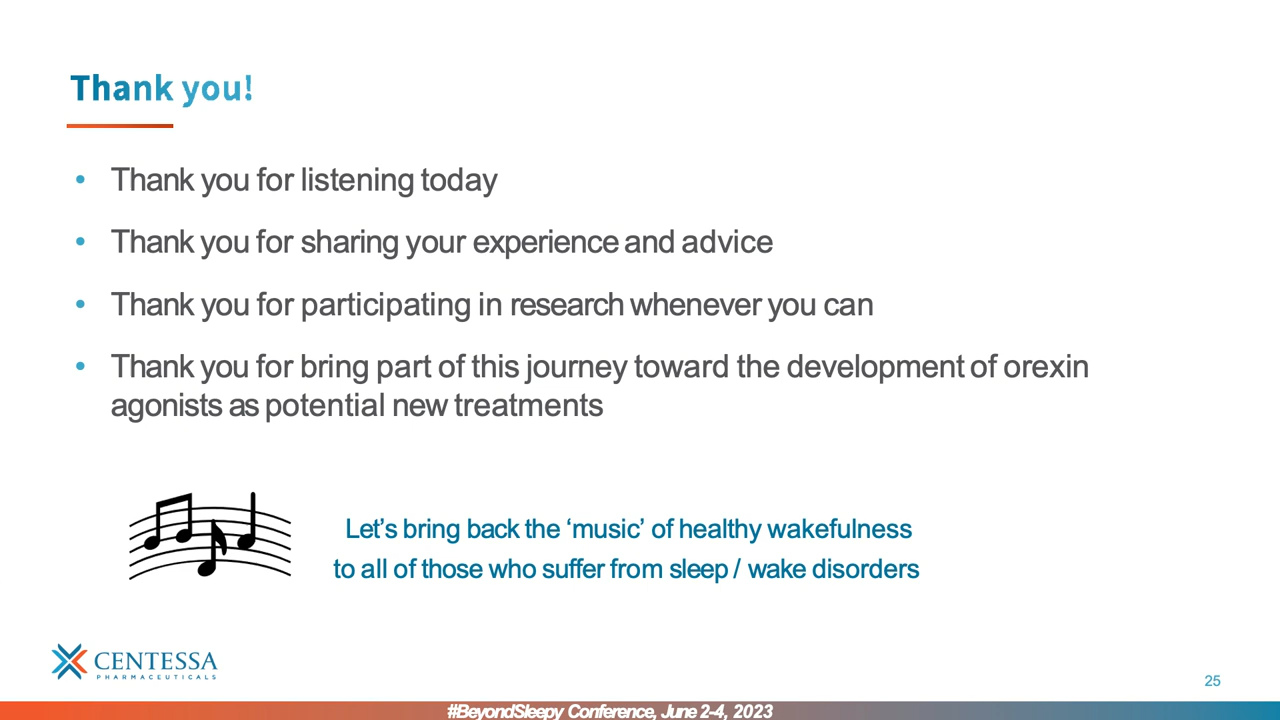 Thank you!
• Thank you for listening today
• Thank you for sharing your experience and advice
• Thank you for participating in research whenever you can
• Thank you for bring part of this journey toward the development of orexin
agonists as potential new treatments
Let’s bring back the ‘music’ of healthy wakefulness
to all of those who suffer from sleep / wake disorders
CENTESSA
PHARMACEUTICALS
25
#BeyondSleepy Conference, June 2-4, 2023